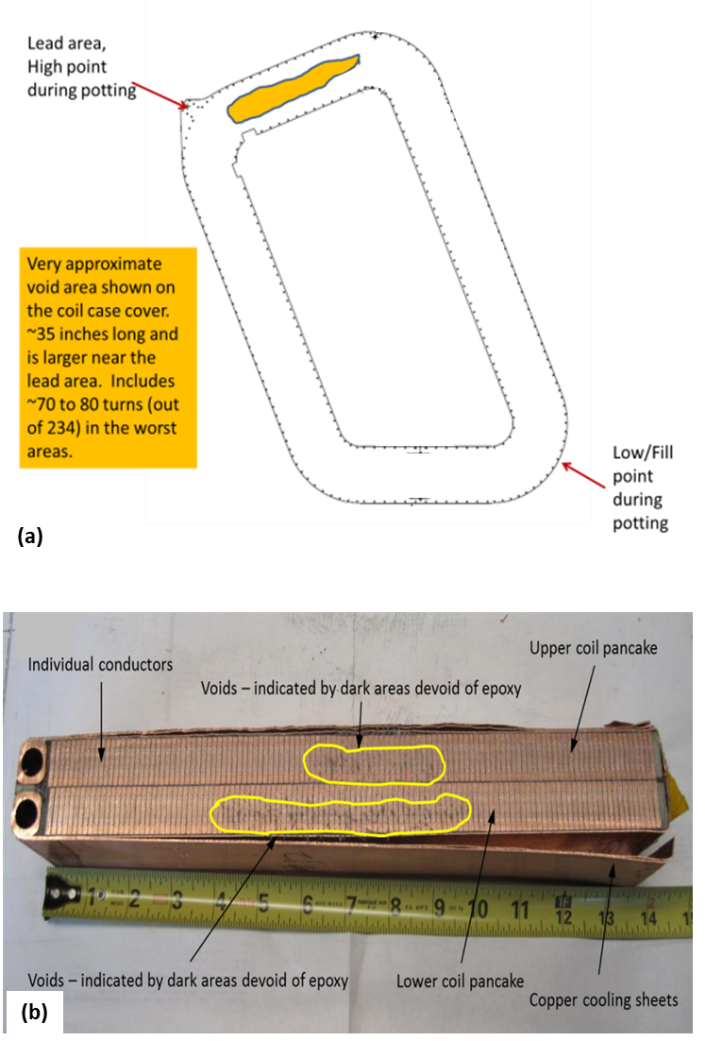 Lead area,
High point
during potting
Very approximate
void area shown on
the coil case cover.
~35 inches long and
is larger near the
lead area. Includes
~70 to 80 turns (out
of 234) in the worst
areas.
Low/Fill
point
during
potting
(a)
Upper coil pancake
Individual conductors
Voids – indicated by dark areas devoid of epoxy
1 2 3 4 5 6 7 8 9 10 11 12 13 14
Voids – indicated by dark areas devoid of epoxy
Lower coil pancake
Copper cooling sheets
(b)